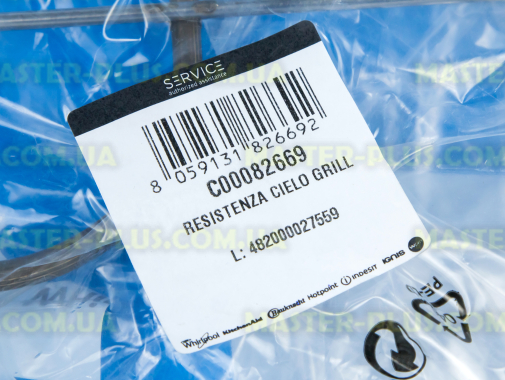 SERVICE
authorized assistance
8 059131 826692
C00082669
RESISTENZA CIELO GRILL
L: 482000027559
Whirlpool KitchenAid Hotpoint indesit IGNIS
MASTER-PLUS.COM.UA